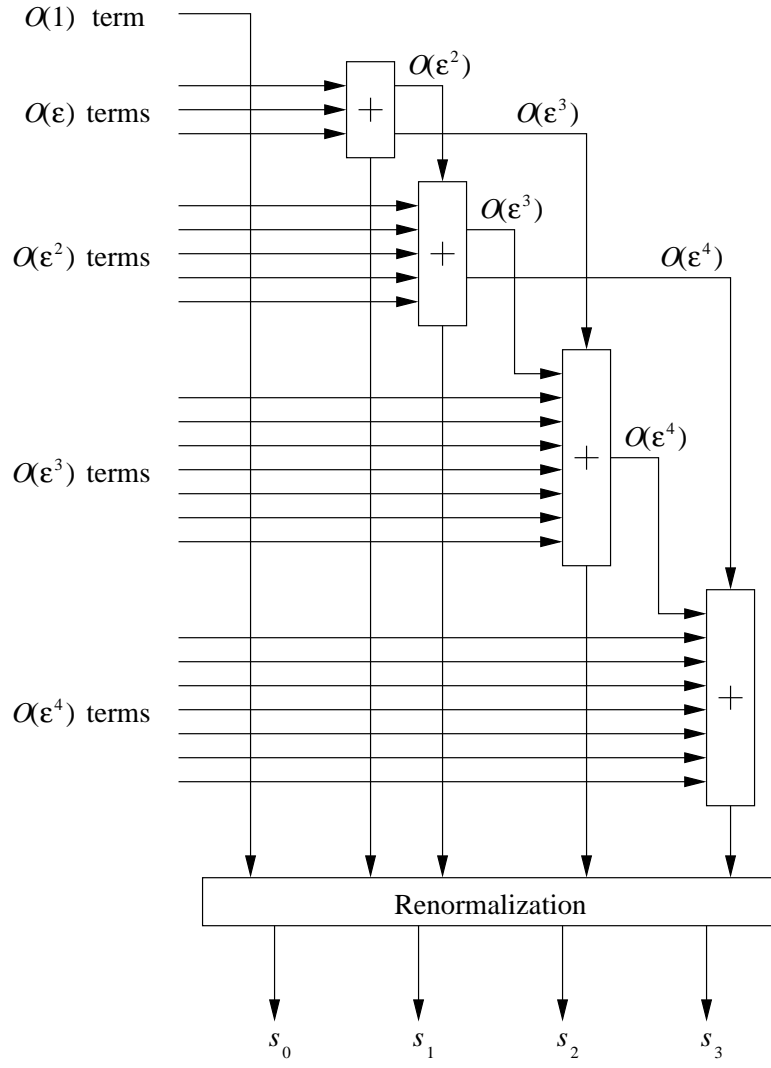 O(1) term
O(ε²)
O(ε) terms
+
O(ε³)
O(ε³)
O(ε²) terms
+
O(ε⁴)
O(ε⁴)
O(ε³) terms
+
O(ε⁴) terms
+
Renormalization
s₀ s₁ s₂ s₃